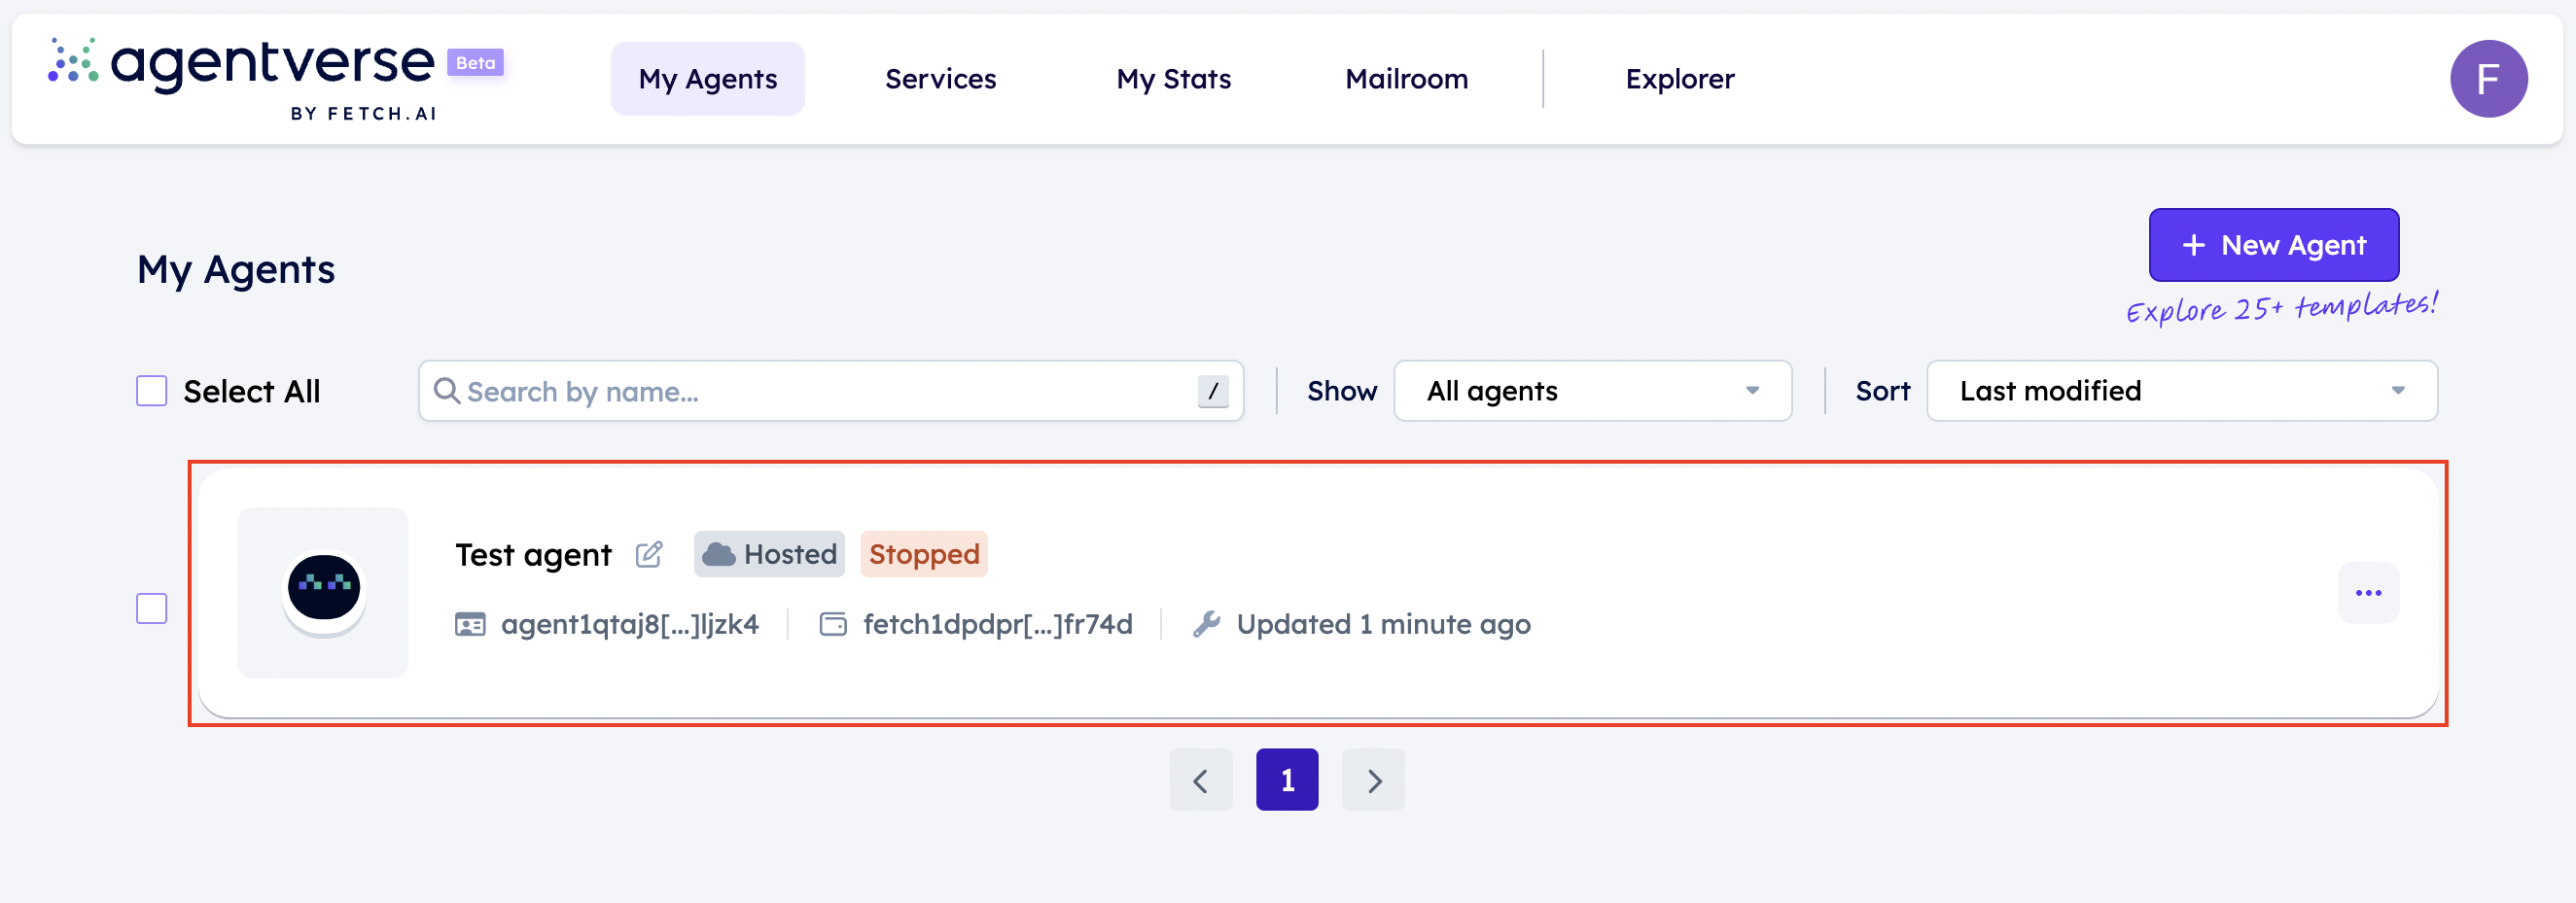 agentverse Beta
BY FETCH.AI
My Agents Services My Stats Mailroom Explorer F
My Agents
+ New Agent
Explore 25+ templates!
Select All Search by name... / Show All agents Sort Last modified
Test agent Hosted Stopped
agent1qtaj8[...]ljzk4 fetch1dpdpr[...]fr74d Updated 1 minute ago
1